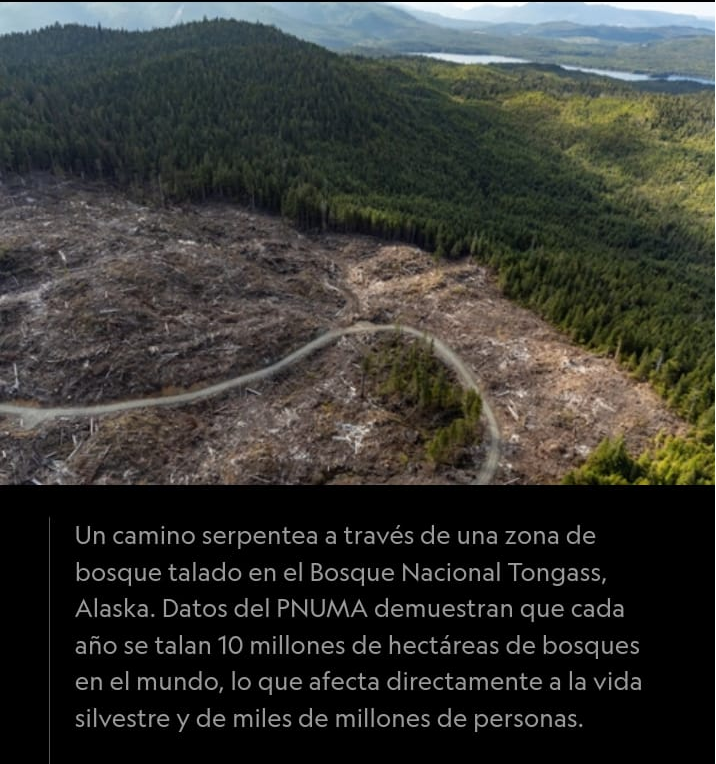 Un camino serpentea a través de una zona de
bosque talado en el Bosque Nacional Tongass,
Alaska. Datos del PNUMA demuestran que cada
año se talan 10 millones de hectáreas de bosques
en el mundo, lo que afecta directamente a la vida
silvestre y de miles de millones de personas.